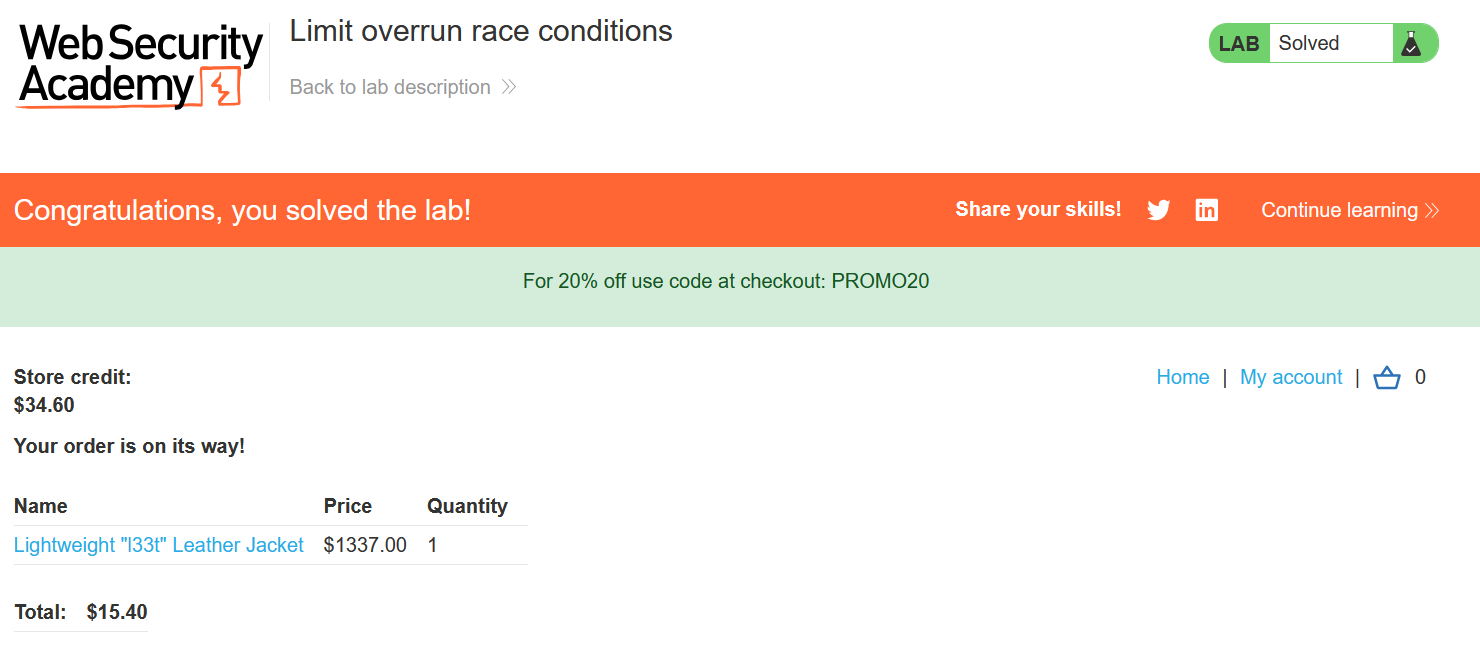 Web Security
Academy
Limit overrun race conditions
Back to lab description
LAB Solved
Congratulations, you solved the lab!
Share your skills!
in
Continue learning
For 20% off use code at checkout: PROMO20
Store credit:
$34.60
Home | My account | 0
Your order is on its way!
Name Price Quantity
Lightweight "l33t" Leather Jacket $1337.00 1
Total: $15.40